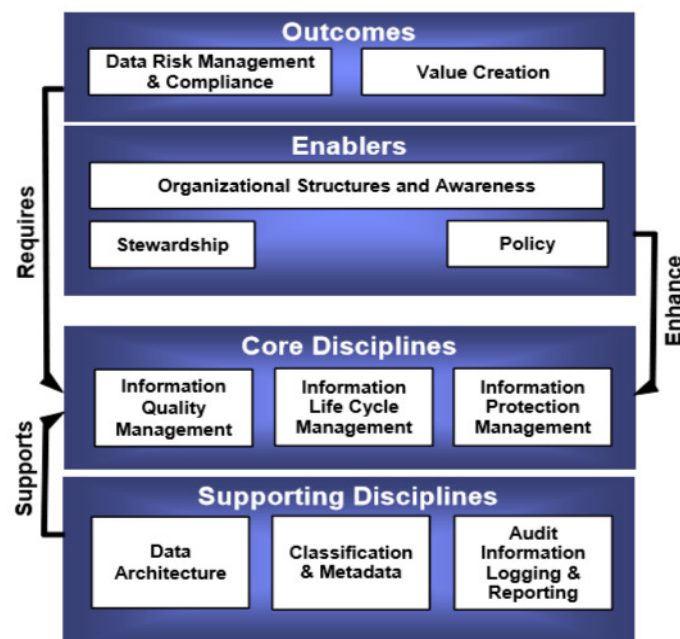 Outcomes
Data Risk Management
& Compliance
Value Creation
Enablers
Organizational Structures and Awareness
Stewardship
Policy
Requires
Enhance
Core Disciplines
Information
Quality
Management
Information
Life Cycle
Management
Information
Protection
Management
Supports
Supporting Disciplines
Data
Architecture
Classification
& Metadata
Audit
Information
Logging &
Reporting